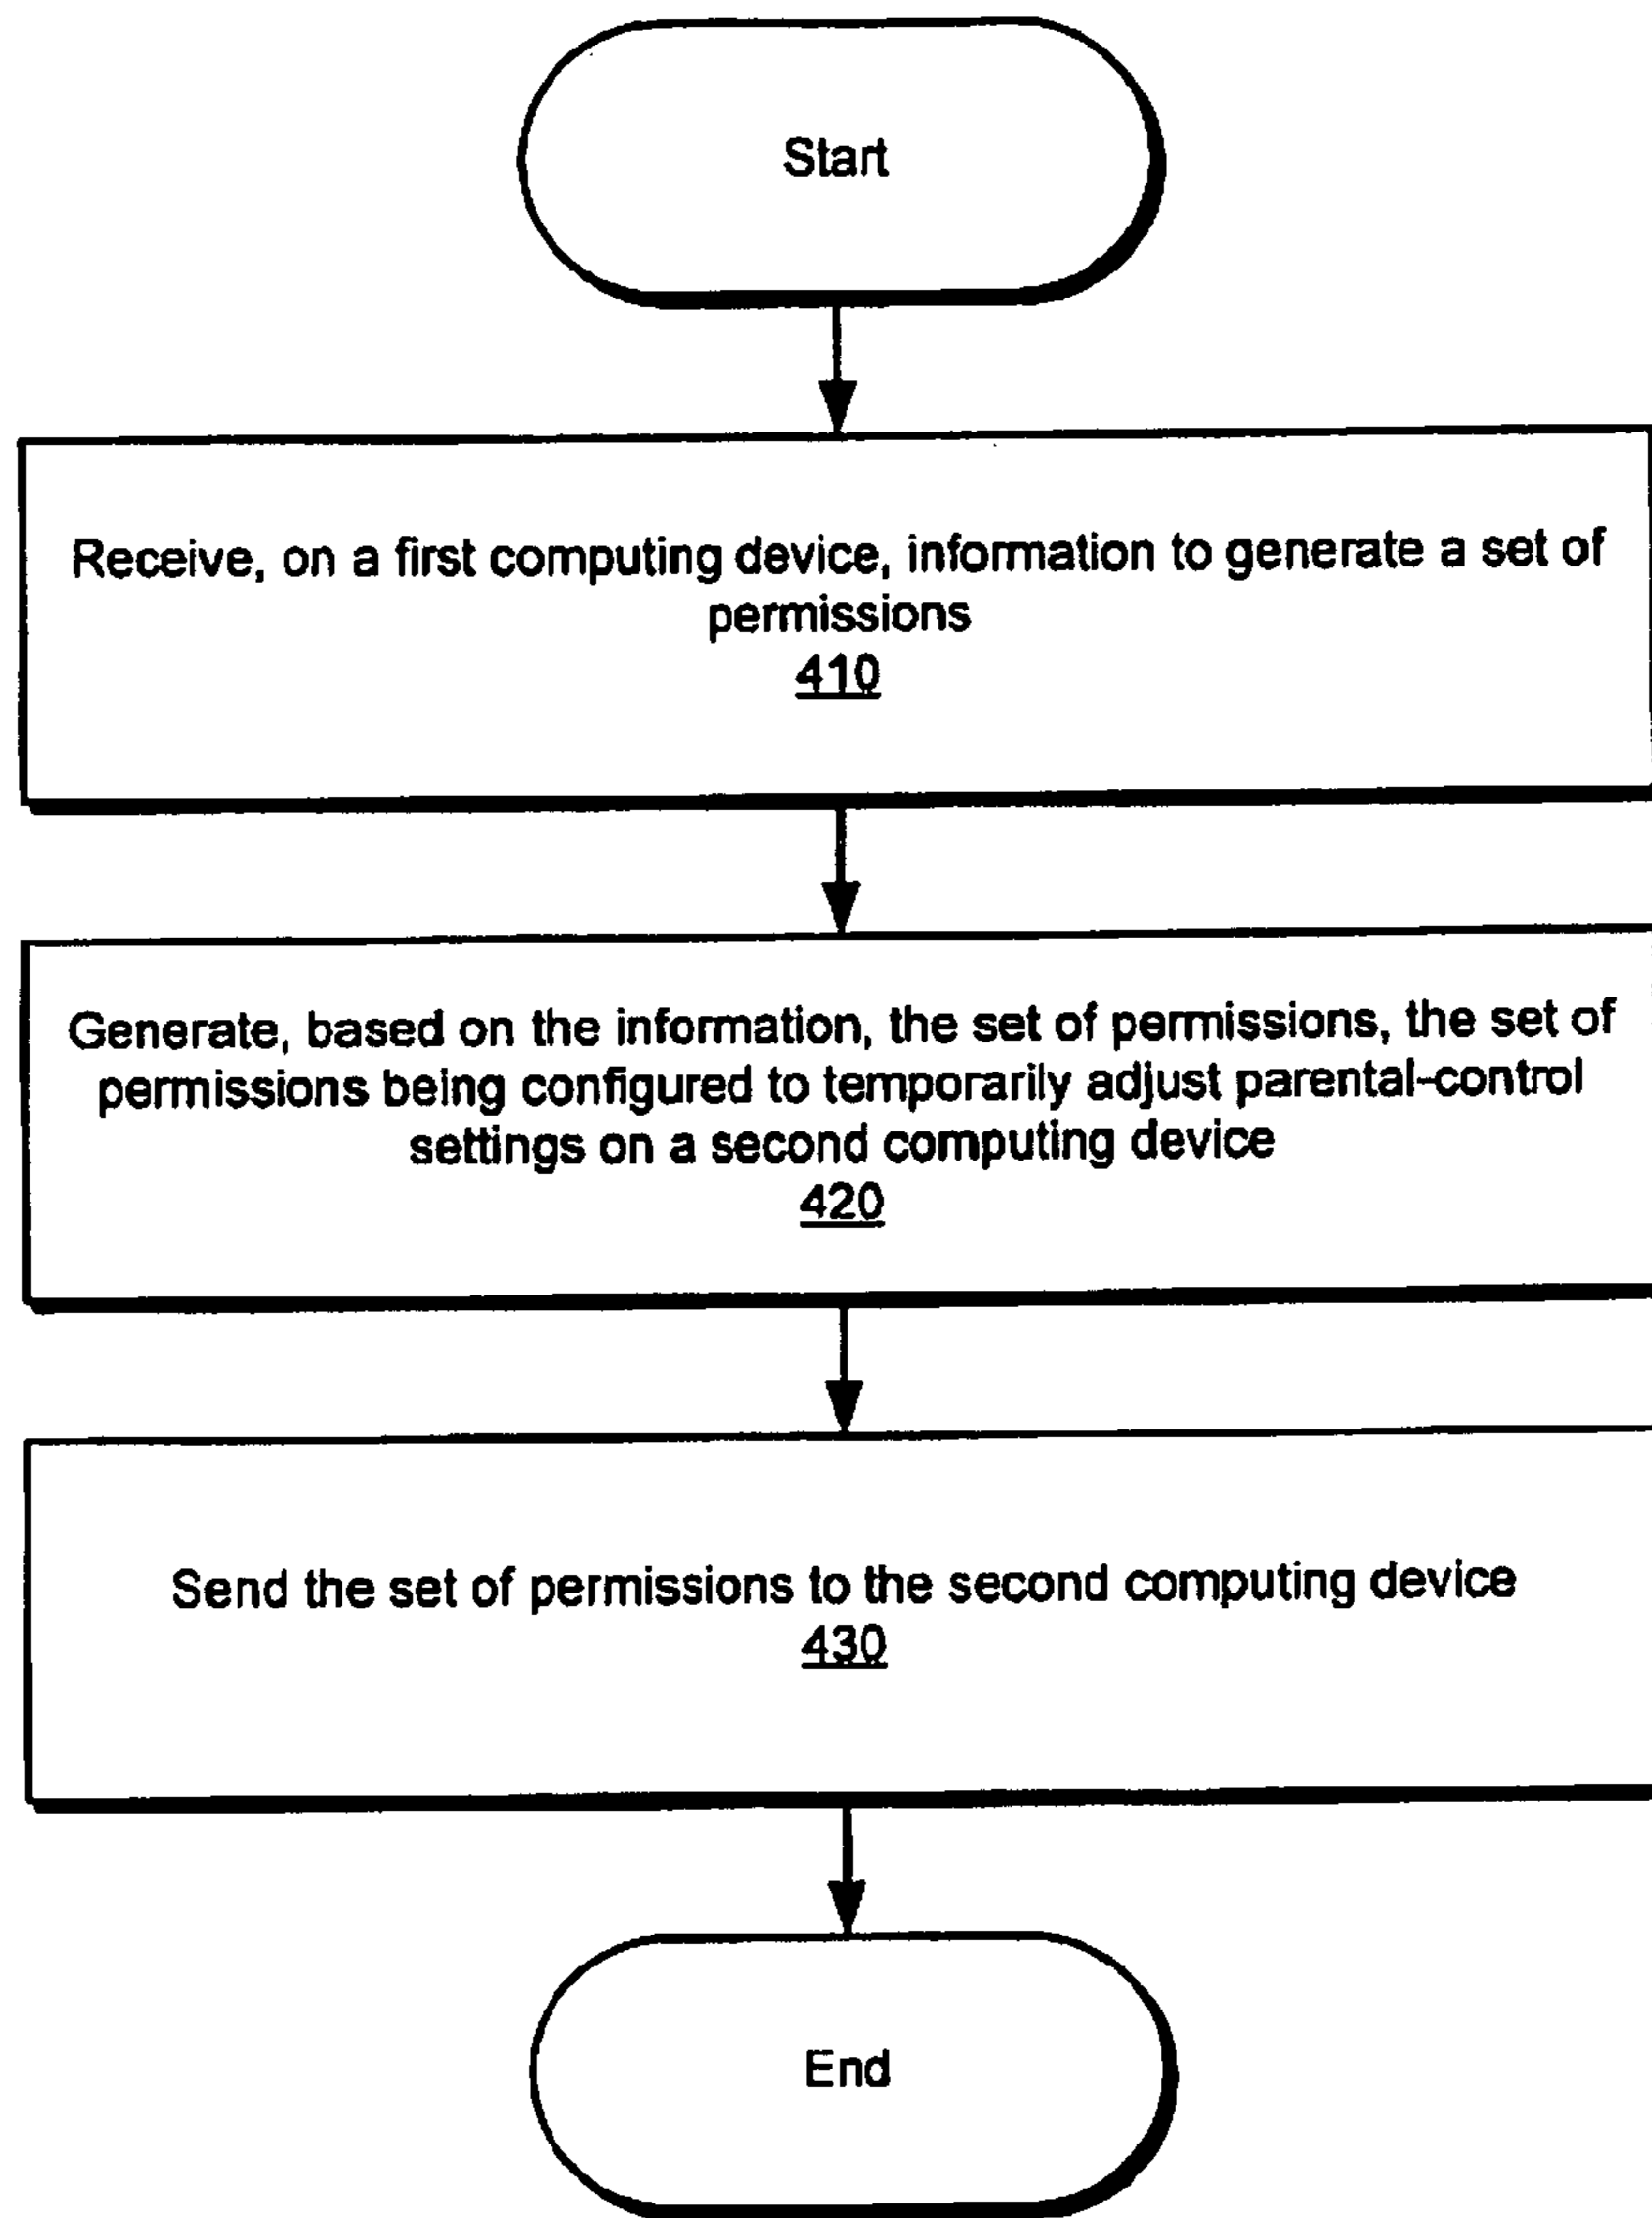 Start
Receive, on a first computing device, information to generate a set of
permissions
410
Generate, based on the information, the set of permissions, the set of
permissions being configured to temporarily adjust parental-control
settings on a second computing device
420
Send the set of permissions to the second computing device
430
End